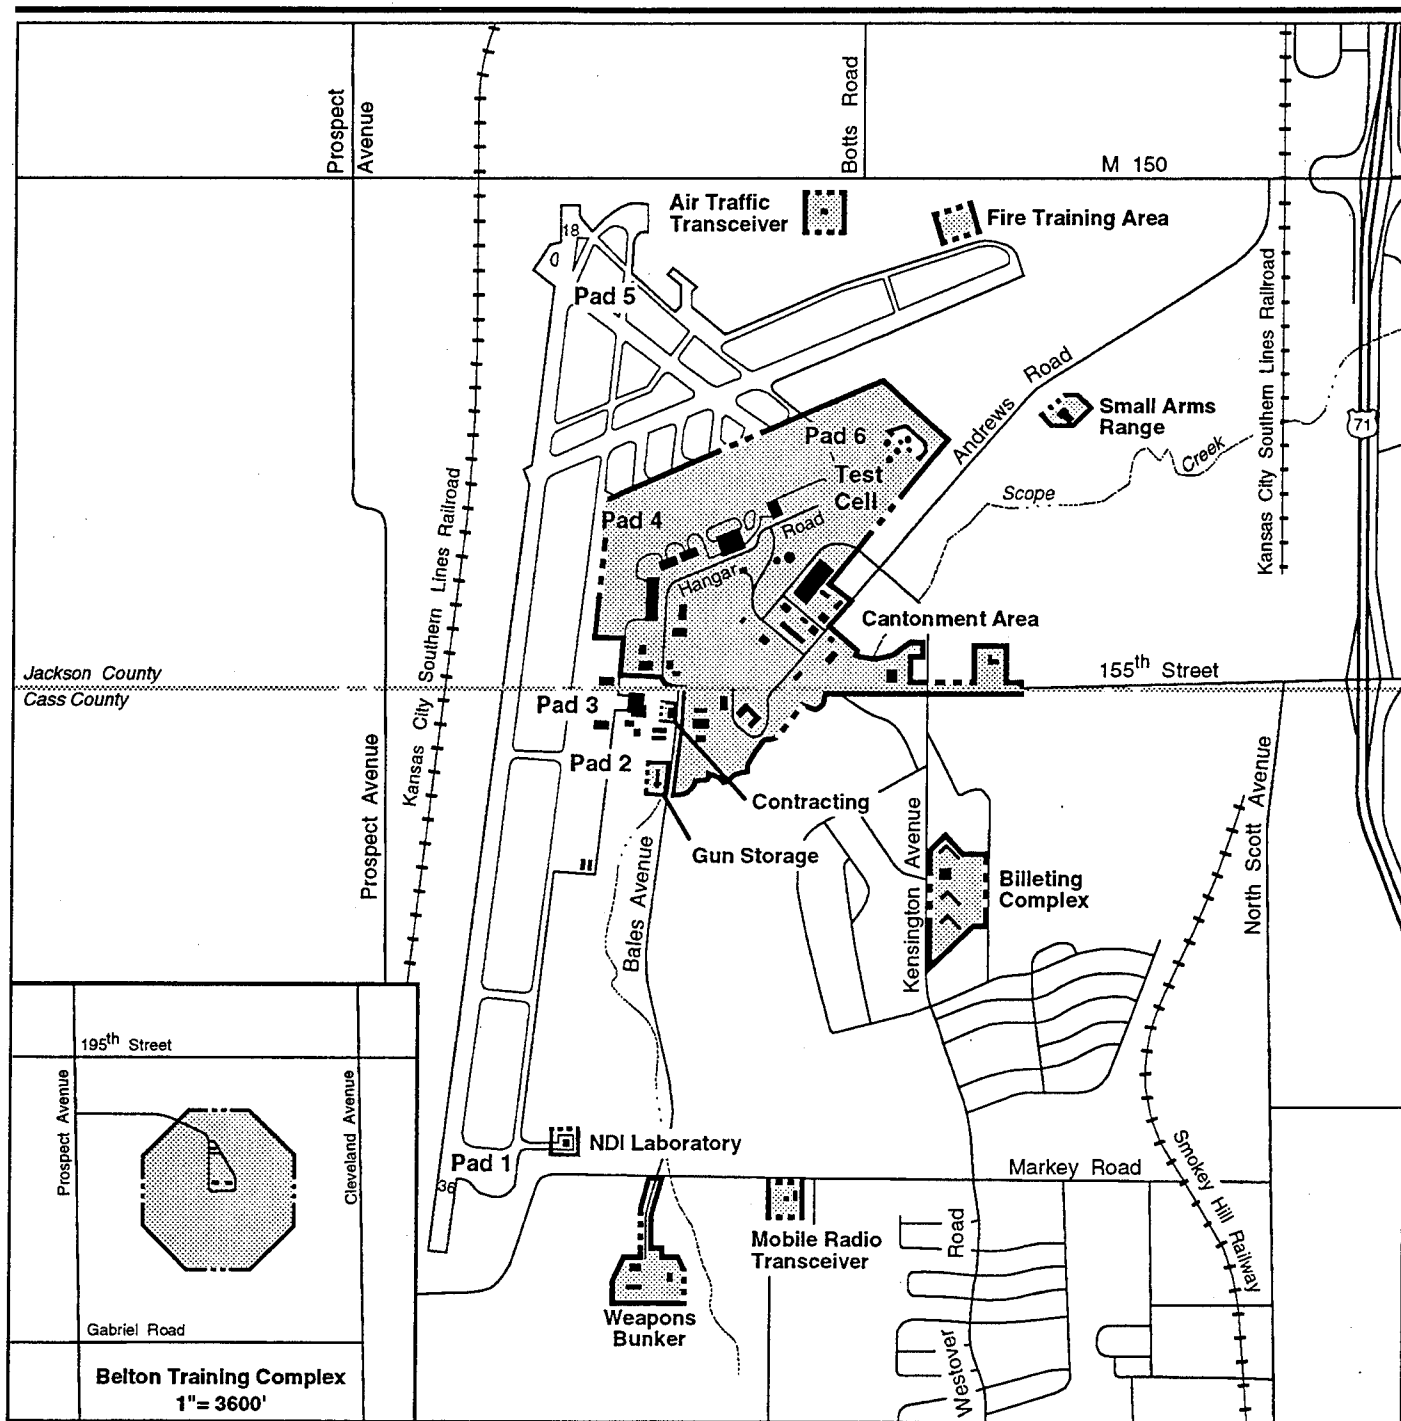 Prospect
Avenue
Botts Road
M 150
Air Traffic
Transceiver
Fire Training Area
18
Pad 5
Kansas City Southern Lines Railroad
Andrews Road
Small Arms
Range
71
Pad 6
Test
Cell
Scope Creek
Kansas City Southern Lines Railroad
Pad 4
Hangar Road
Cantonment Area
Jackson County
Cass County
155th Street
Pad 3
Pad 2
Prospect Avenue
Contracting
Gun Storage
Bales Avenue
Kensington Avenue
Billeting
Complex
North Scott Avenue
195th Street
Prospect Avenue
Cleveland Avenue
Gabriel Road
Belton Training Complex
1"= 3600'
Pad 1
36
NDI Laboratory
Markey Road
Smokey Hill Railway
Mobile Radio
Transceiver
Weapons
Bunker
Westover Road